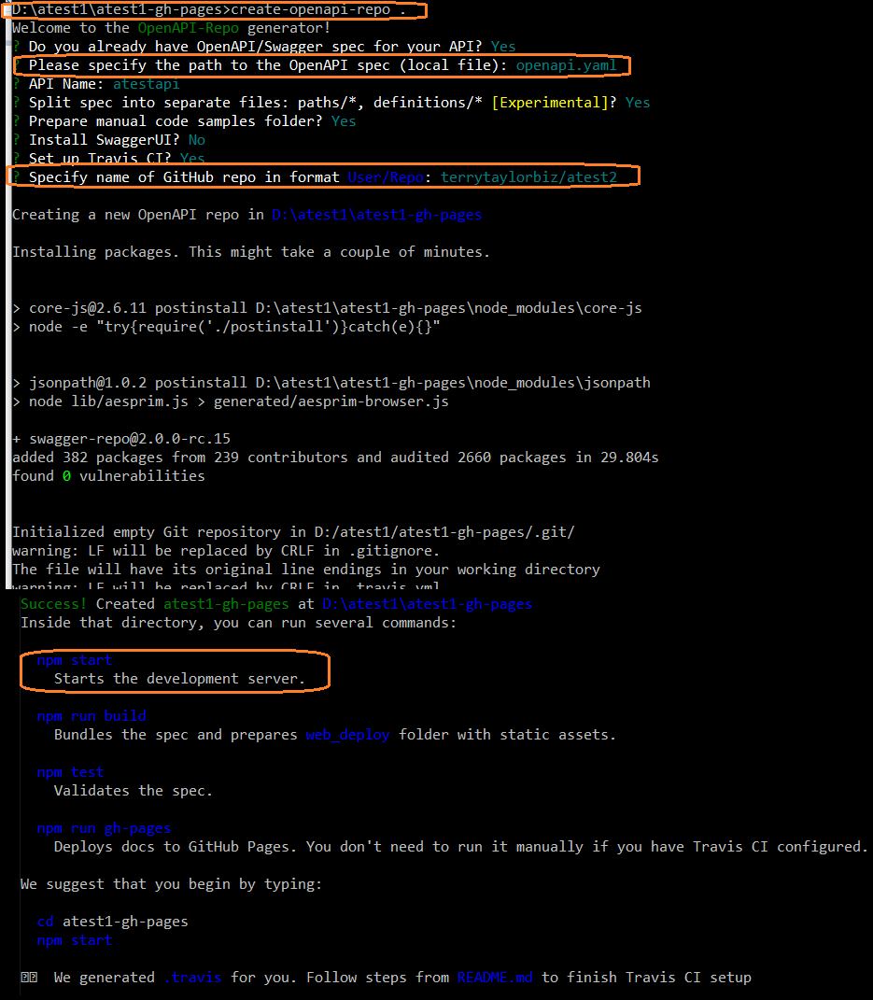 D:\atest1\atest1-gh-pages>create-openapi-repo .
Welcome to the OpenAPI-Repo generator!
? Do you already have OpenAPI/Swagger spec for your API? Yes
? Please specify the path to the OpenAPI spec (local file): openapi.yaml
? API Name: atestapi
? Split spec into separate files: paths/*, definitions/* [Experimental]? Yes
? Prepare manual code samples folder? Yes
? Install SwaggerUI? No
? Set up Travis CI? Yes
? Specify name of GitHub repo in format User/Repo: terrytaylorbiz/atest2
Creating a new OpenAPI repo in D:\atest1\atest1-gh-pages
Installing packages. This might take a couple of minutes.
> core-js@2.6.11 postinstall D:\atest1\atest1-gh-pages\node_modules\core-js
> node -e "try{require('./postinstall')}catch(e){}"
> jsonpath@1.0.2 postinstall D:\atest1\atest1-gh-pages\node_modules\jsonpath
> node lib/aesprim.js > generated/aesprim-browser.js
+ swagger-repo@2.0.0-rc.15
added 382 packages from 239 contributors and audited 2660 packages in 29.804s
found 0 vulnerabilities
Initialized empty Git repository in D:/atest1/atest1-gh-pages/.git/
warning: LF will be replaced by CRLF in .gitignore.
The file will have its original line endings in your working directory
warning: LF will be replaced by CRLF in .travis.yml
Success! Created atest1-gh-pages at D:\atest1\atest1-gh-pages
Inside that directory, you can run several commands:
npm start
Starts the development server.
npm run build
Bundles the spec and prepares web_deploy folder with static assets.
npm test
Validates the spec.
npm run gh-pages
Deploys docs to GitHub Pages. You don't need to run it manually if you have Travis CI configured.
We suggest that you begin by typing:
cd atest1-gh-pages
npm start
We generated .travis for you. Follow steps from README.md to finish Travis CI setup